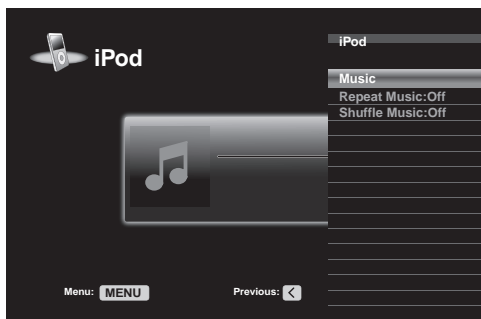 iPod
iPod
Music
Repeat Music:Off
Shuffle Music:Off
Menu: MENU
Previous: <